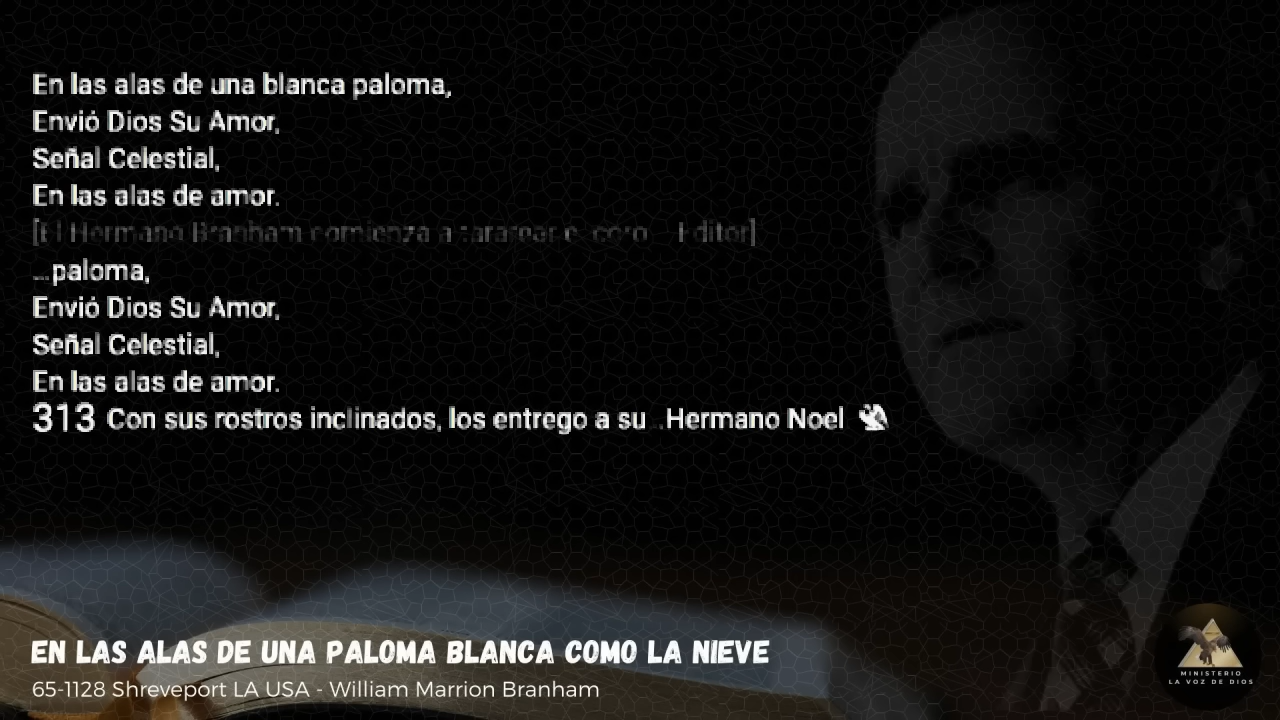 En las alas de una blanca paloma,
Envió Dios Su Amor,
Señal Celestial,
En las alas de amor.
[El Hermano Branham comienza a tararear el coro Editor]
...paloma,
Envió Dios Su Amor,
Señal Celestial,
En las alas de amor.
313 Con sus rostros inclinados, los entrego a su .Hermano Noel 🕊
EN LAS ALAS DE UNA PALOMA BLANCA COMO LA NIEVE
65-1128 Shreveport LA USA - William Marrion Branham
MINISTERIO
LA VOZ DE DIOS